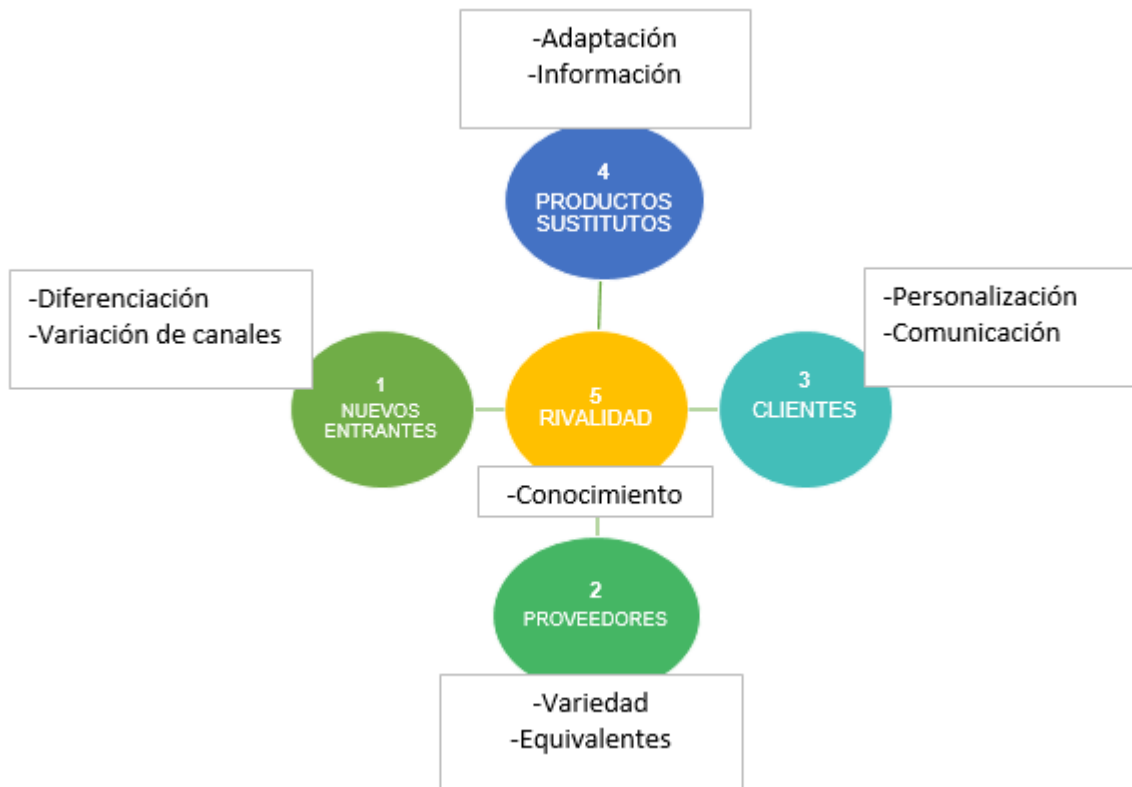 -Adaptación
-Información
4
PRODUCTOS
SUSTITUTOS
-Diferenciación
-Variación de canales
1
NUEVOS
ENTRANTES
5
RIVALIDAD
-Personalización
-Comunicación
3
CLIENTES
-Conocimiento
2
PROVEEDORES
-Variedad
-Equivalentes